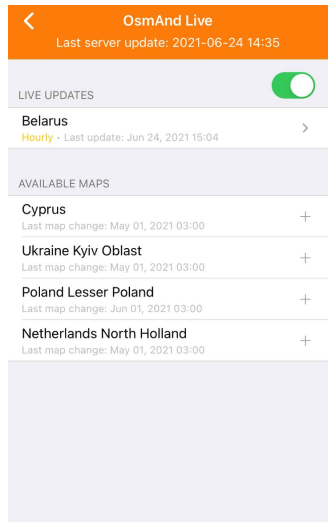 OsmAnd Live
Last server update: 2021-06-24 14:35
LIVE UPDATES
Belarus
Hourly • Last update: Jun 24, 2021 15:04
AVAILABLE MAPS
Cyprus
Last map change: May 01, 2021 03:00
Ukraine Kyiv Oblast
Last map change: May 01, 2021 03:00
Poland Lesser Poland
Last map change: Jun 01, 2021 03:00
Netherlands North Holland
Last map change: May 01, 2021 03:00